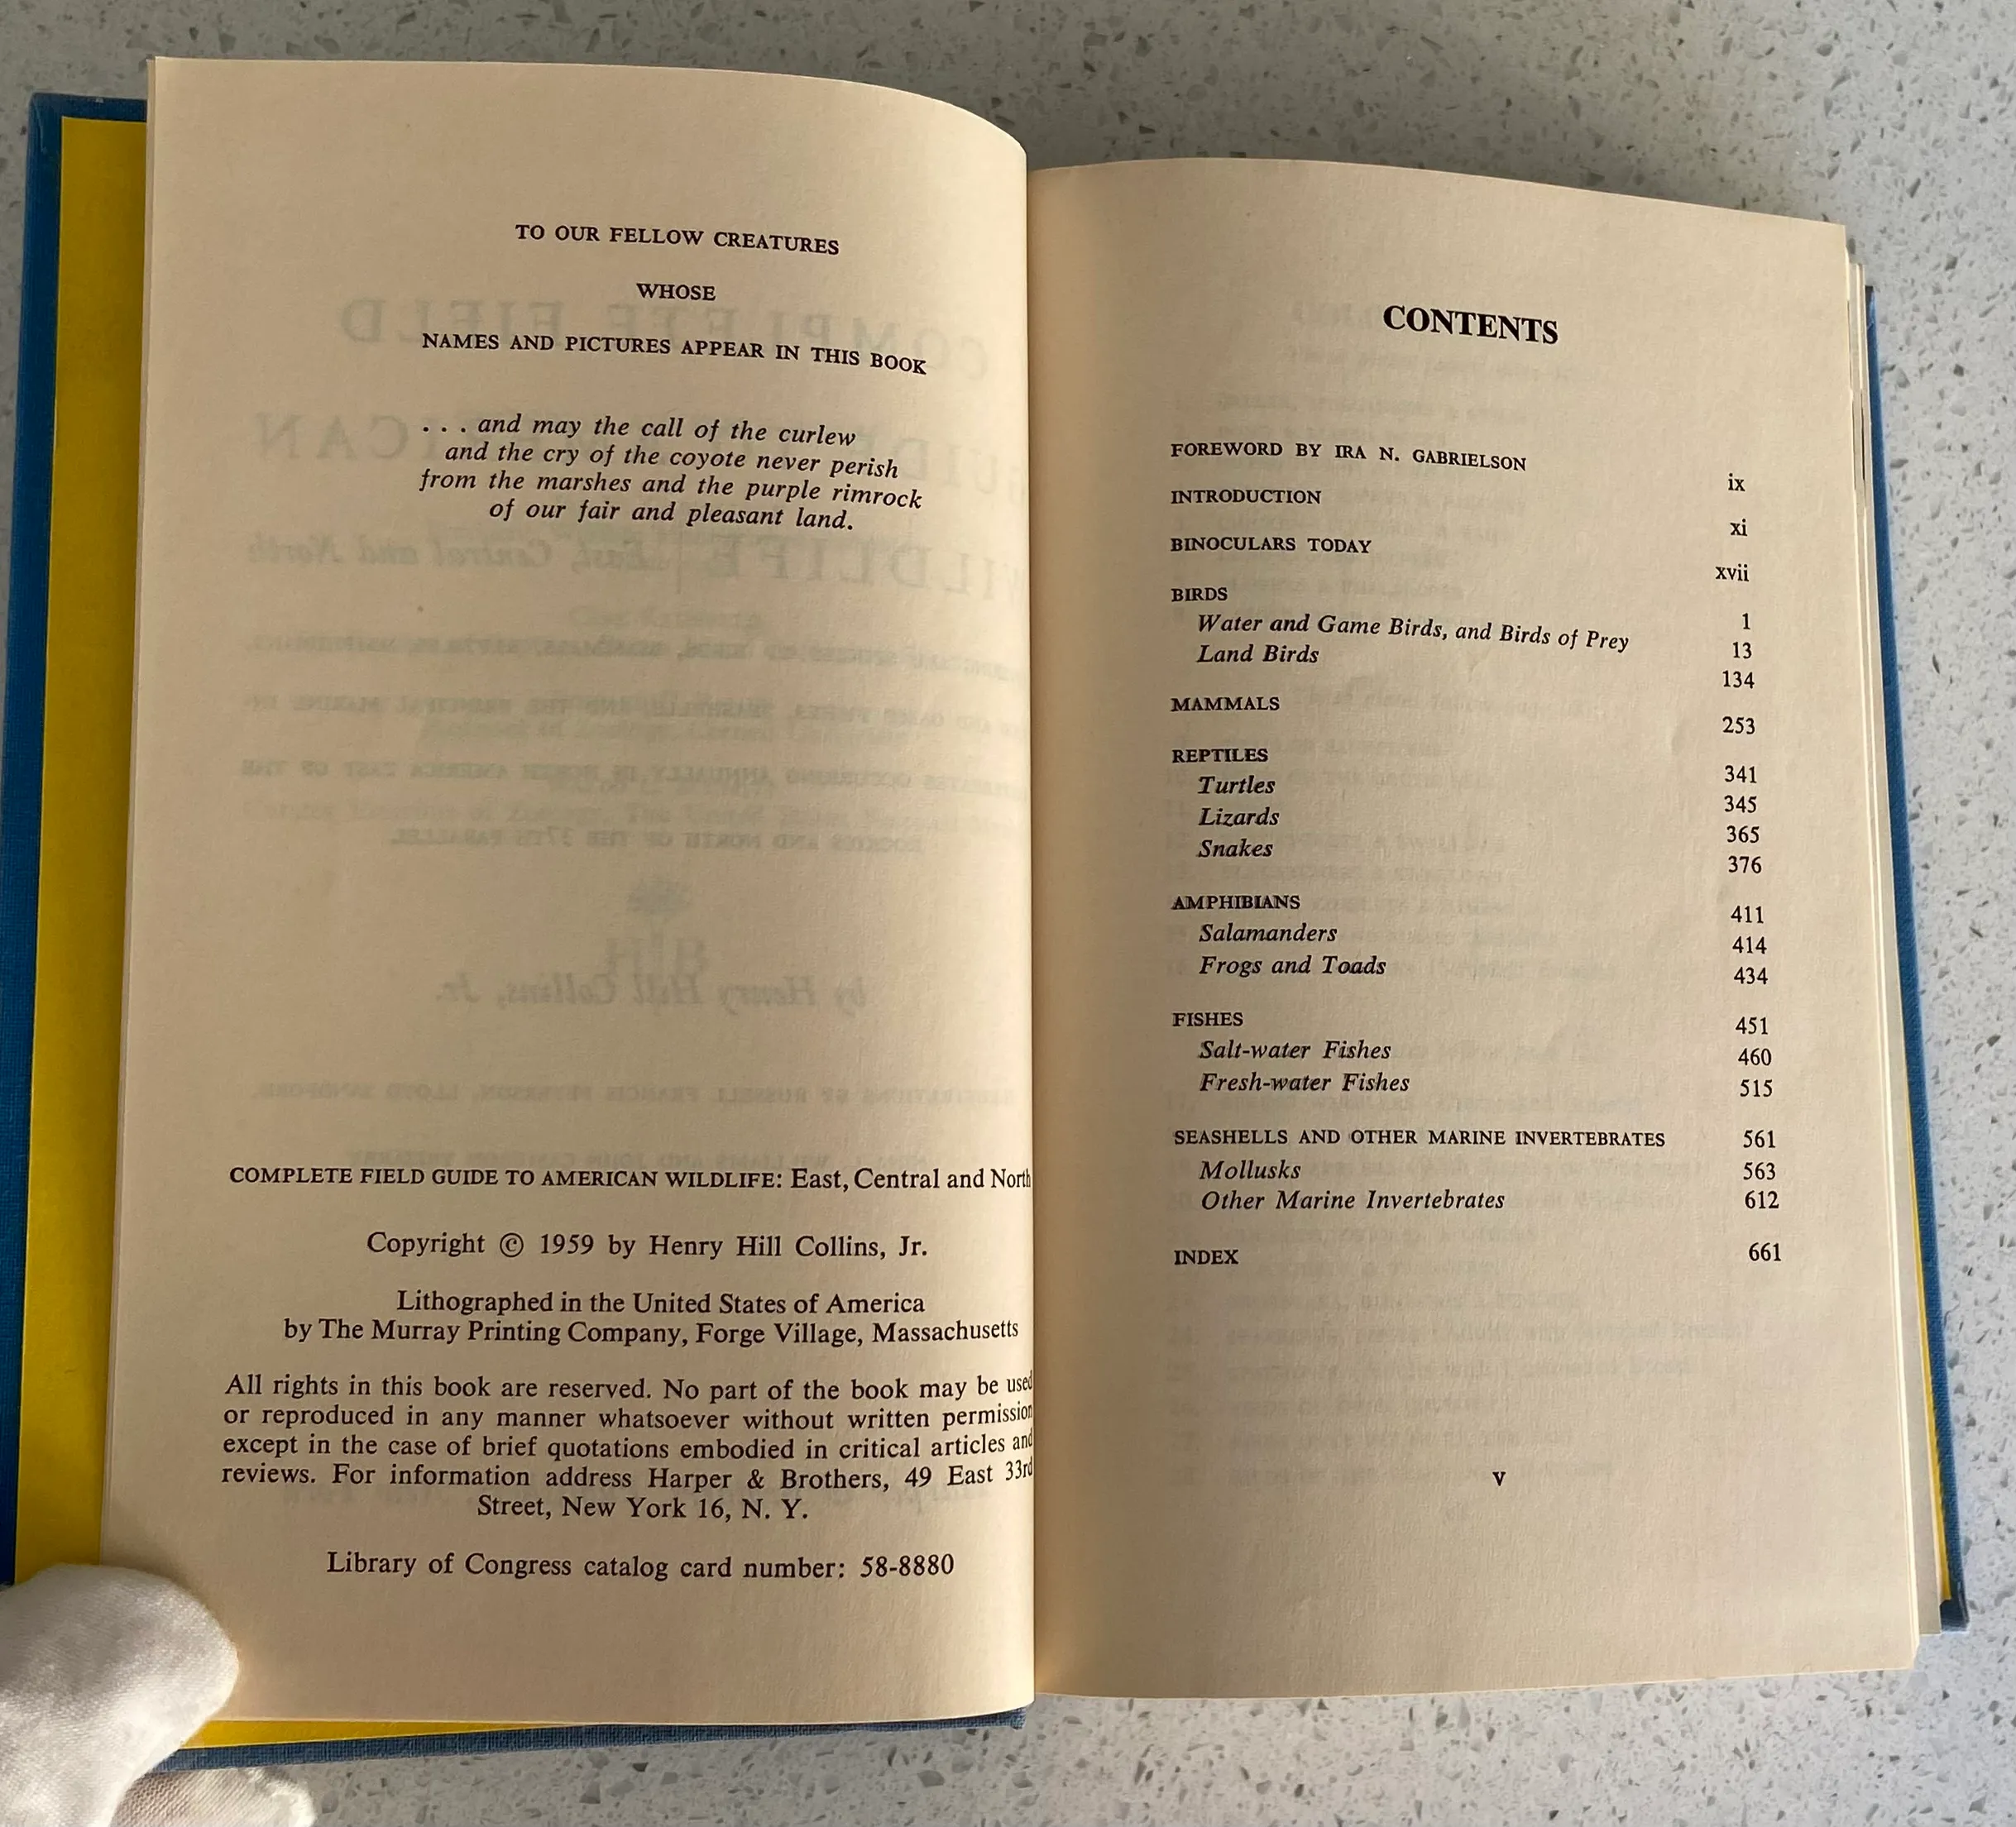 TO OUR FELLOW CREATURES
WHOSE
NAMES AND PICTURES APPEAR IN THIS BOOK
. . . and may the call of the curlew
and the cry of the coyote never perish
from the marshes and the purple rimrock
of our fair and pleasant land.
COMPLETE FIELD GUIDE TO AMERICAN WILDLIFE: East, Central and North
Copyright © 1959 by Henry Hill Collins, Jr.
Lithographed in the United States of America
by The Murray Printing Company, Forge Village, Massachusetts
All rights in this book are reserved. No part of the book may be used
or reproduced in any manner whatsoever without written permission
except in the case of brief quotations embodied in critical articles and
reviews. For information address Harper & Brothers, 49 East 33rd
Street, New York 16, N. Y.
Library of Congress catalog card number: 58-8880
CONTENTS
FOREWORD BY IRA N. GABRIELSON ix
INTRODUCTION xi
BINOCULARS TODAY xvii
BIRDS 1
Water and Game Birds, and Birds of Prey 13
Land Birds 134
MAMMALS 253
REPTILES 341
Turtles 345
Lizards 365
Snakes 376
AMPHIBIANS 411
Salamanders 414
Frogs and Toads 434
FISHES 451
Salt-water Fishes 460
Fresh-water Fishes 515
SEASHELLS AND OTHER MARINE INVERTEBRATES 561
Mollusks 563
Other Marine Invertebrates 612
INDEX 661
v